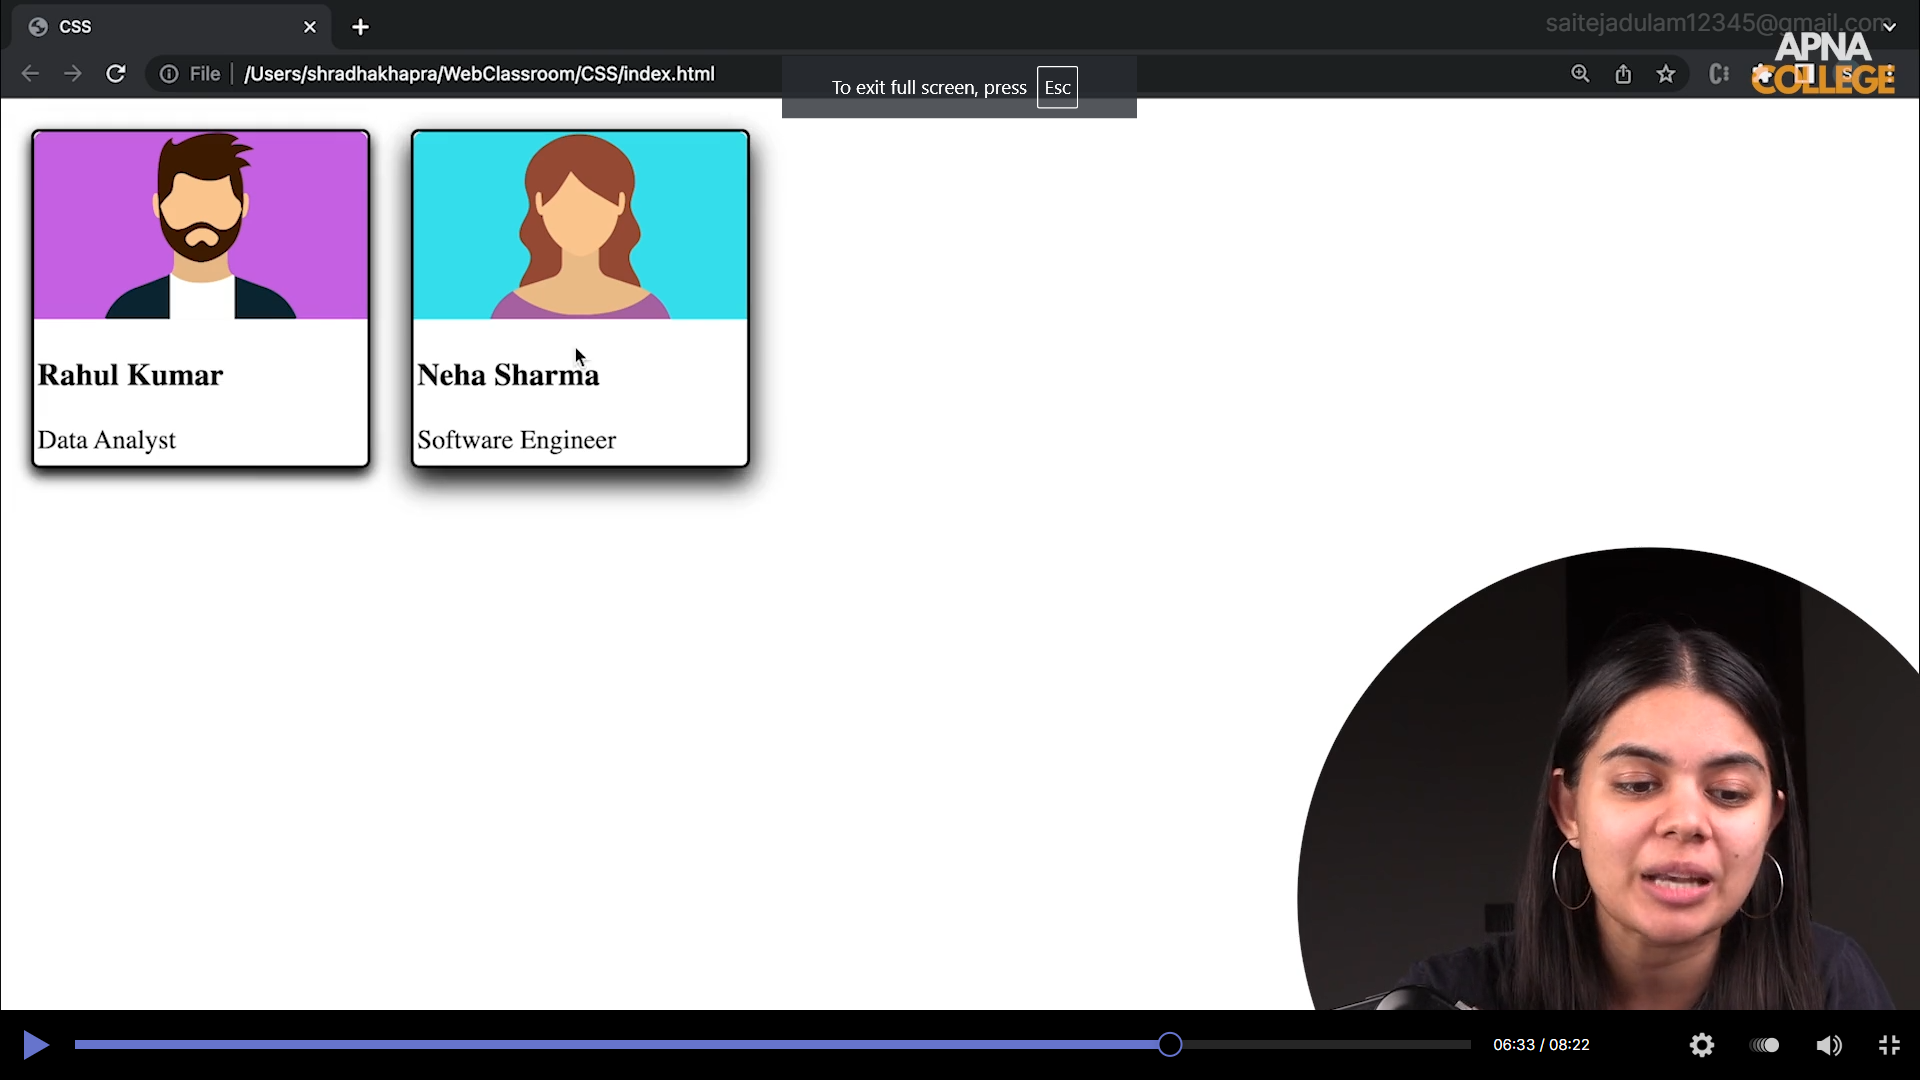 CSS
saitejadulam12345@gmail.com
APNA
COLLEGE
File
/Users/shradhakhapra/WebClassroom/CSS/index.html
To exit full screen, press Esc
Rahul Kumar
Data Analyst
Neha Sharma
Software Engineer
06:33 / 08:22